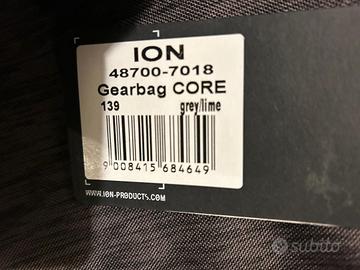 ION
48700-7018
Gearbag CORE
139 grey/lime
9 008415 684649
WWW.ION-PRODUCTS.COM
subito